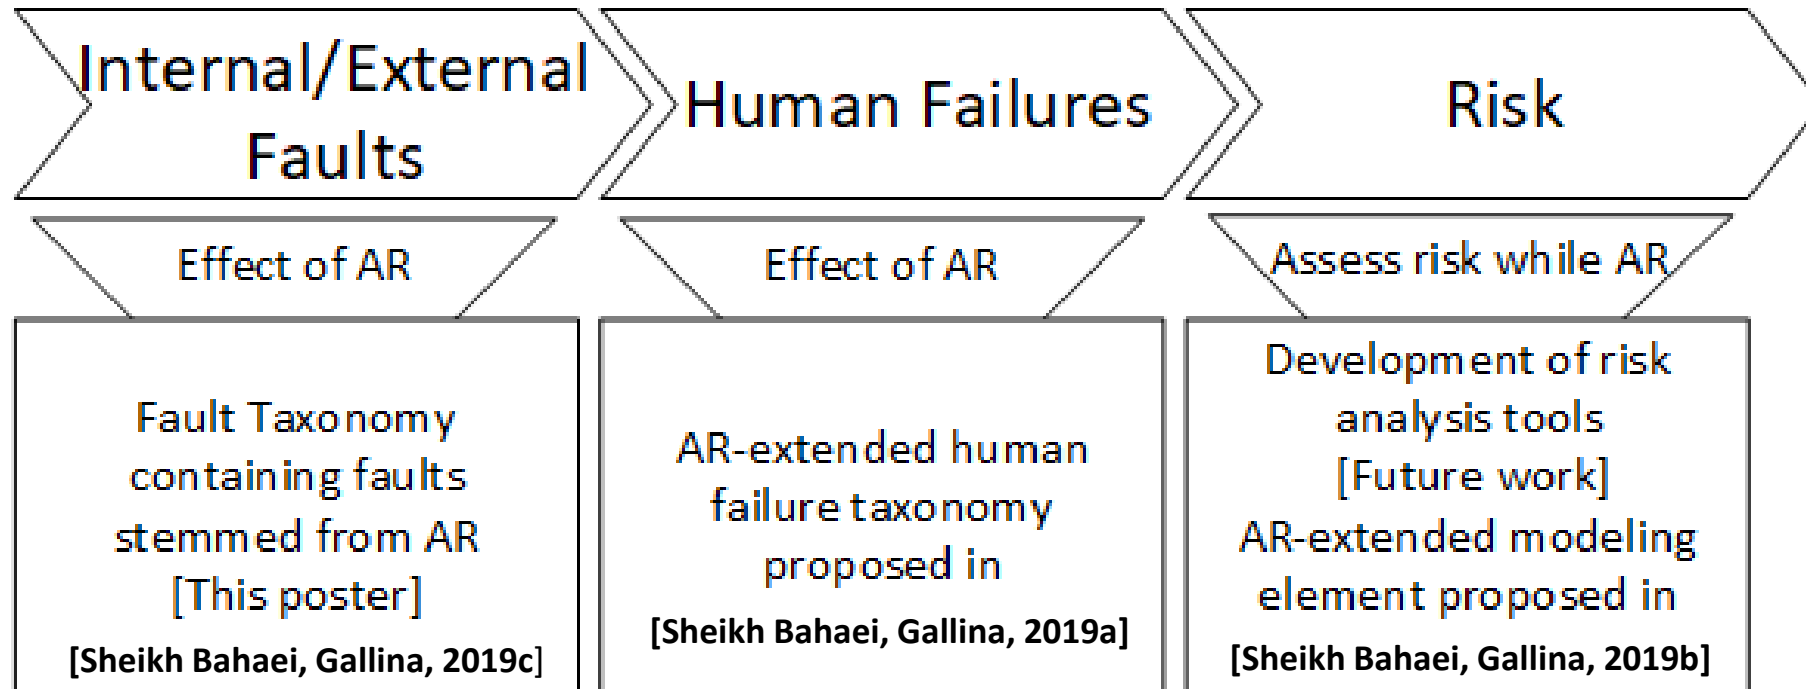 Internal/External
Faults
Human Failures
Risk
Effect of AR
Effect of AR
Assess risk while AR
Fault Taxonomy
containing faults
stemmed from AR
[This poster]
[Sheikh Bahaei, Gallina, 2019c]
AR-extended human
failure taxonomy
proposed in
[Sheikh Bahaei, Gallina, 2019a]
Development of risk
analysis tools
[Future work]
AR-extended modeling
element proposed in
[Sheikh Bahaei, Gallina, 2019b]